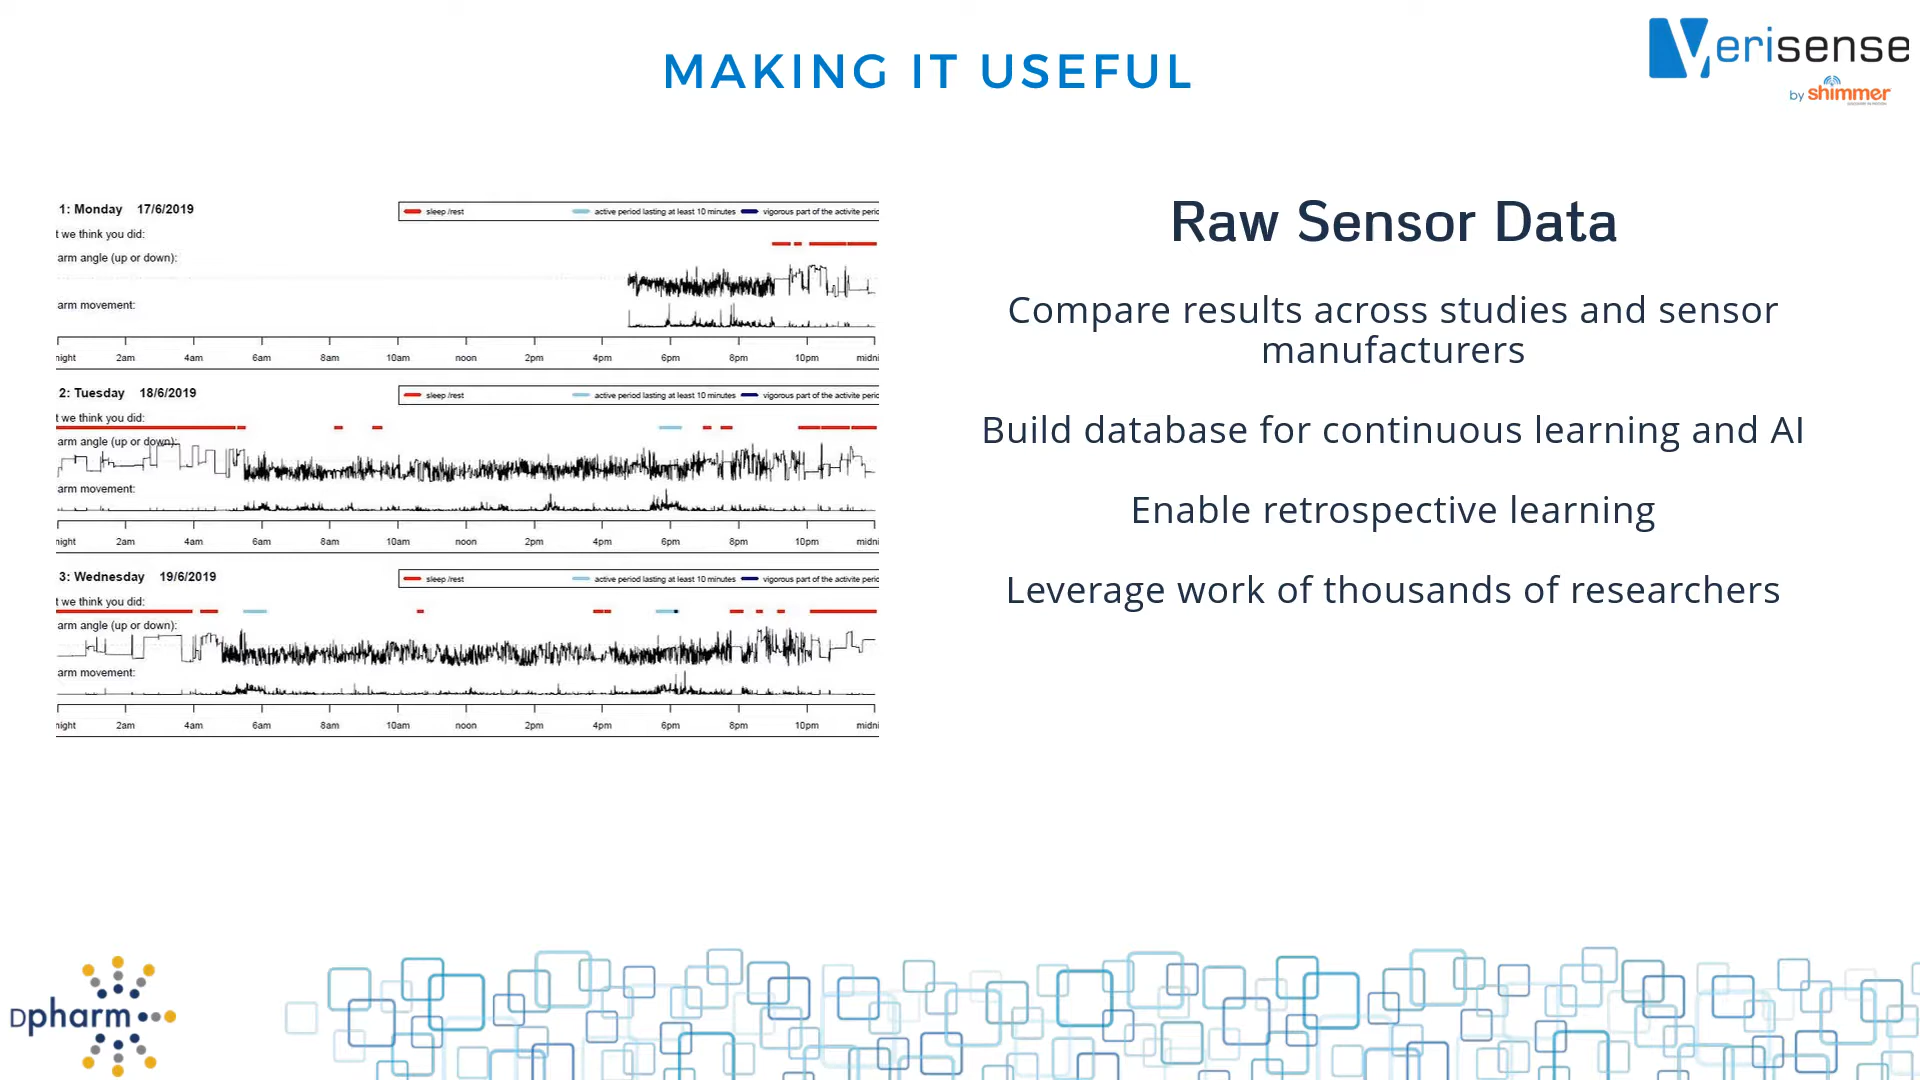 MAKING IT USEFUL
Verisense
by shimmer
1: Monday 17/6/2019
sleep /rest active period lasting at least 10 minutes vigorous part of the activite perio
t we think you did:
arm angle (up or down):
arm movement:
night 2am 4am 6am 8am 10am noon 2pm 4pm 6pm 8pm 10pm midni
2: Tuesday 18/6/2019
sleep /rest active period lasting at least 10 minutes vigorous part of the activite perio
t we think you did:
arm angle (up or down):
arm movement:
night 2am 4am 6am 8am 10am noon 2pm 4pm 6pm 8pm 10pm midni
3: Wednesday 19/6/2019
sleep /rest active period lasting at least 10 minutes vigorous part of the activite perio
t we think you did:
arm angle (up or down):
arm movement:
night 2am 4am 6am 8am 10am noon 2pm 4pm 6pm 8pm 10pm midni
Raw Sensor Data
Compare results across studies and sensor
manufacturers
Build database for continuous learning and AI
Enable retrospective learning
Leverage work of thousands of researchers
DPharm